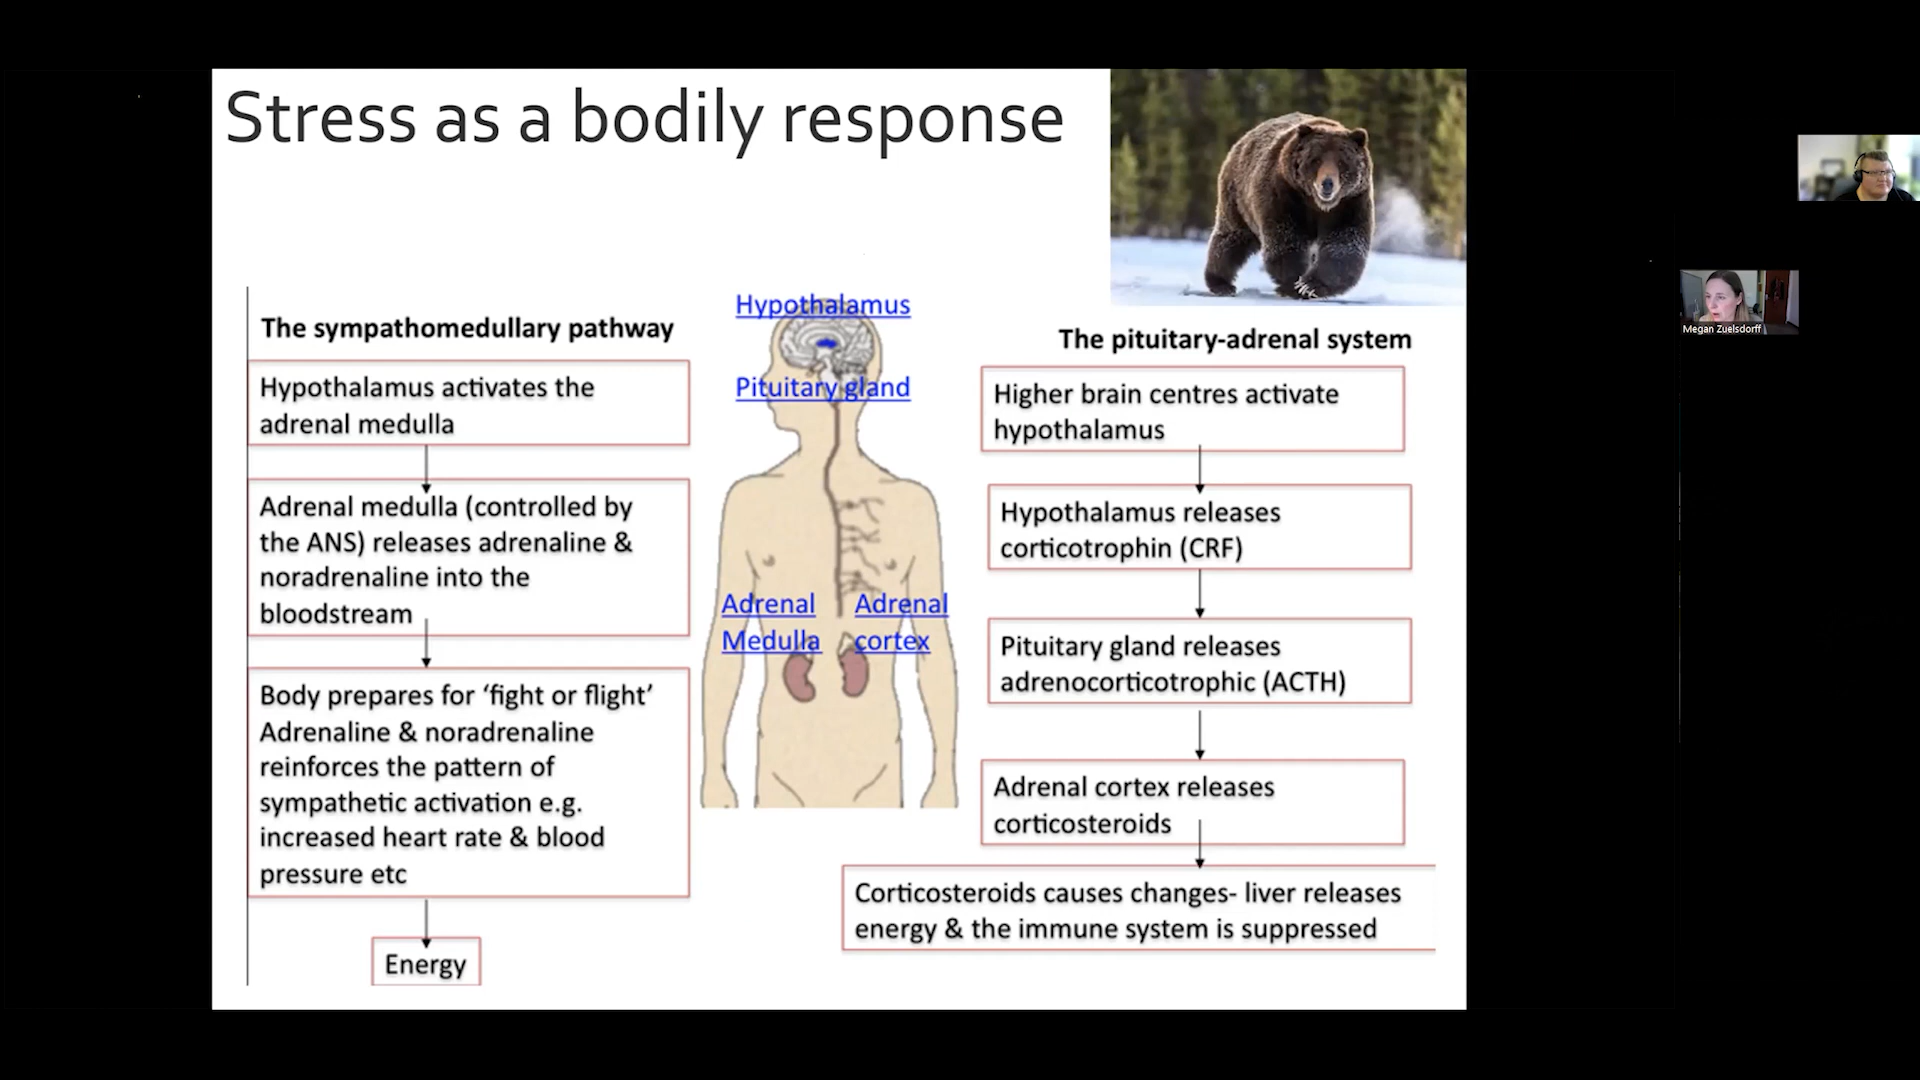 Stress as a bodily response
The sympathomedullary pathway
Hypothalamus activates the
adrenal medulla
Adrenal medulla (controlled by
the ANS) releases adrenaline &
noradrenaline into the
bloodstream
Body prepares for ‘fight or flight’
Adrenaline & noradrenaline
reinforces the pattern of
sympathetic activation e.g.
increased heart rate & blood
pressure etc
Energy
Hypothalamus
Pituitary gland
Adrenal
Medulla
Adrenal
cortex
The pituitary-adrenal system
Higher brain centres activate
hypothalamus
Hypothalamus releases
corticotrophin (CRF)
Pituitary gland releases
adrenocorticotrophic (ACTH)
Adrenal cortex releases
corticosteroids
Corticosteroids causes changes- liver releases
energy & the immune system is suppressed
Megan Zuelsdorff